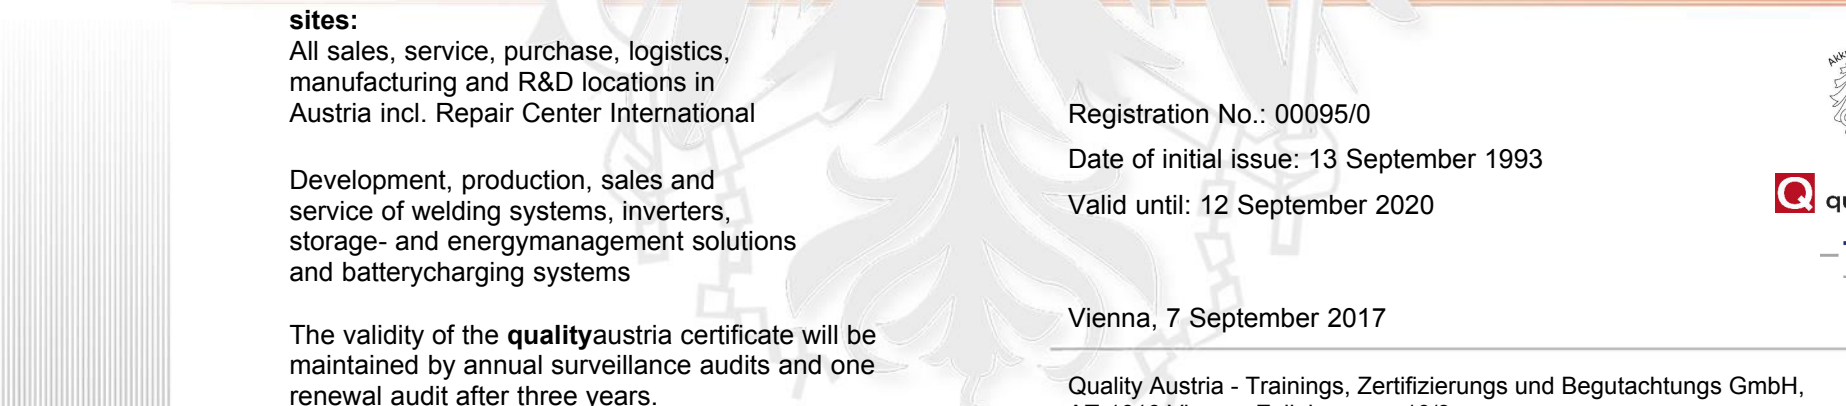 sites:
All sales, service, purchase, logistics,
manufacturing and R&D locations in
Austria incl. Repair Center International
Development, production, sales and
service of welding systems, inverters,
storage- and energymanagement solutions
and batterycharging systems
The validity of the qualityaustria certificate will be
maintained by annual surveillance audits and one
renewal audit after three years.
Registration No.: 00095/0
Date of initial issue: 13 September 1993
Valid until: 12 September 2020
Vienna, 7 September 2017
Quality Austria - Trainings, Zertifizierungs und Begutachtungs GmbH,
Q